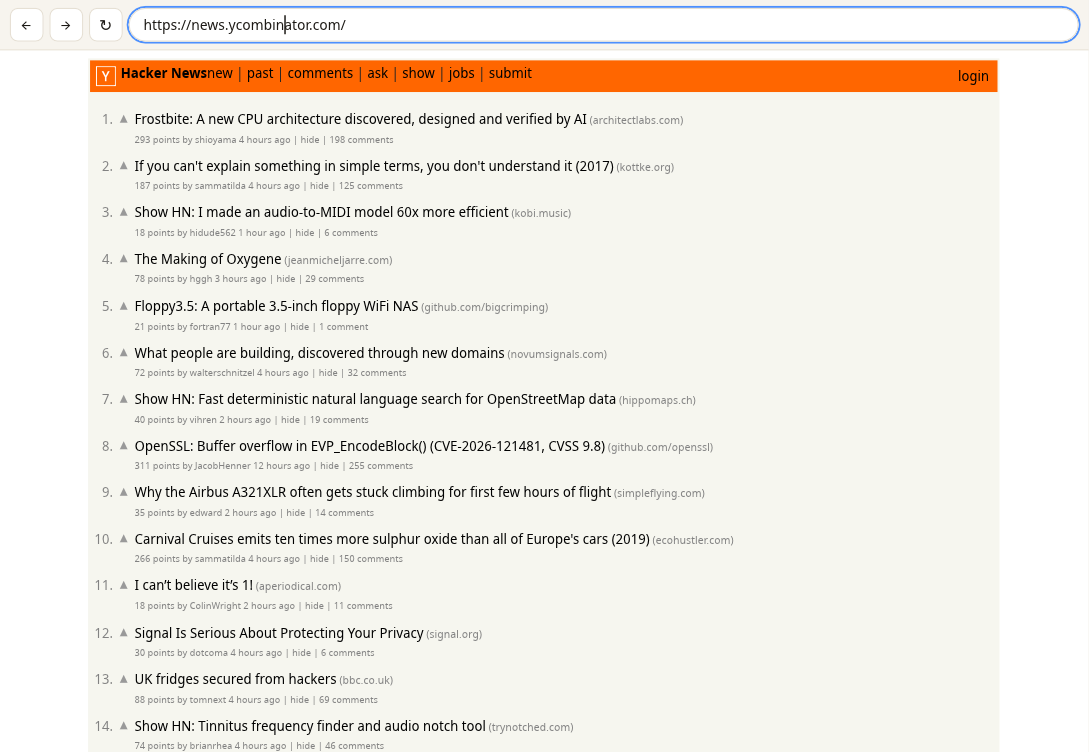 https://news.ycombinator.com/
Y Hacker Newsnew | past | comments | ask | show | jobs | submit login
1. ▲ Frostbite: A new CPU architecture discovered, designed and verified by AI (architectlabs.com)
293 points by shioyama 4 hours ago | hide | 198 comments
2. ▲ If you can't explain something in simple terms, you don't understand it (2017) (kottke.org)
187 points by sammatilda 4 hours ago | hide | 125 comments
3. ▲ Show HN: I made an audio-to-MIDI model 60x more efficient (kobi.music)
18 points by hidude562 1 hour ago | hide | 6 comments
4. ▲ The Making of Oxygene (jeanmicheljarre.com)
78 points by hggh 3 hours ago | hide | 29 comments
5. ▲ Floppy3.5: A portable 3.5-inch floppy WiFi NAS (github.com/bigcrimping)
21 points by fortran77 1 hour ago | hide | 1 comment
6. ▲ What people are building, discovered through new domains (novumsignals.com)
72 points by walterschnitzel 4 hours ago | hide | 32 comments
7. ▲ Show HN: Fast deterministic natural language search for OpenStreetMap data (hippomaps.ch)
40 points by vihren 2 hours ago | hide | 19 comments
8. ▲ OpenSSL: Buffer overflow in EVP_EncodeBlock() (CVE-2026-121481, CVSS 9.8) (github.com/openssl)
311 points by JacobHenner 12 hours ago | hide | 255 comments
9. ▲ Why the Airbus A321XLR often gets stuck climbing for first few hours of flight (simpleflying.com)
35 points by edward 2 hours ago | hide | 14 comments
10. ▲ Carnival Cruises emits ten times more sulphur oxide than all of Europe's cars (2019) (ecohustler.com)
266 points by sammatilda 4 hours ago | hide | 150 comments
11. ▲ I can’t believe it’s 1! (aperiodical.com)
18 points by ColinWright 2 hours ago | hide | 11 comments
12. ▲ Signal Is Serious About Protecting Your Privacy (signal.org)
30 points by dotcoma 4 hours ago | hide | 6 comments
13. ▲ UK fridges secured from hackers (bbc.co.uk)
88 points by tomnext 4 hours ago | hide | 69 comments
14. ▲ Show HN: Tinnitus frequency finder and audio notch tool (trynotched.com)
74 points by brianrhea 4 hours ago | hide | 46 comments